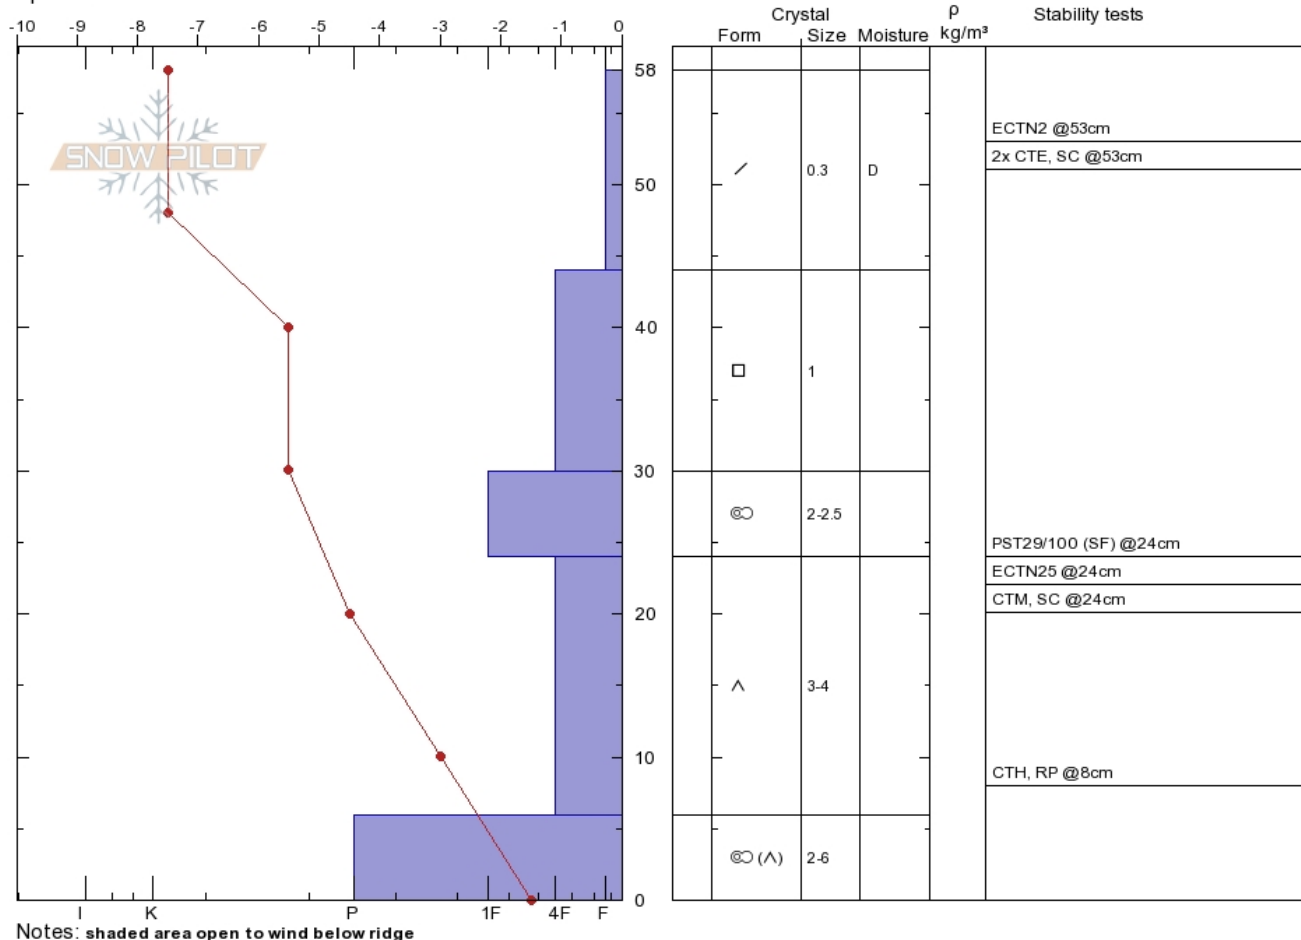 Crystal
ρ
Stability tests
Form
Size
Moisture
kg/m³
-10 -9 -8 -7 -6 -5 -4 -3 -2 -1 0
58
ECTN2 @53cm
SNOW PILOT
2x CTE, SC @53cm
0.3
D
50
40
1
30
2-2.5
PST29/100 (SF) @24cm
ECTN25 @24cm
CTM, SC @24cm
20
3-4
10
CTH, RP @8cm
2-6
0
I K P 1F 4F F
Notes: shaded area open to wind below ridge